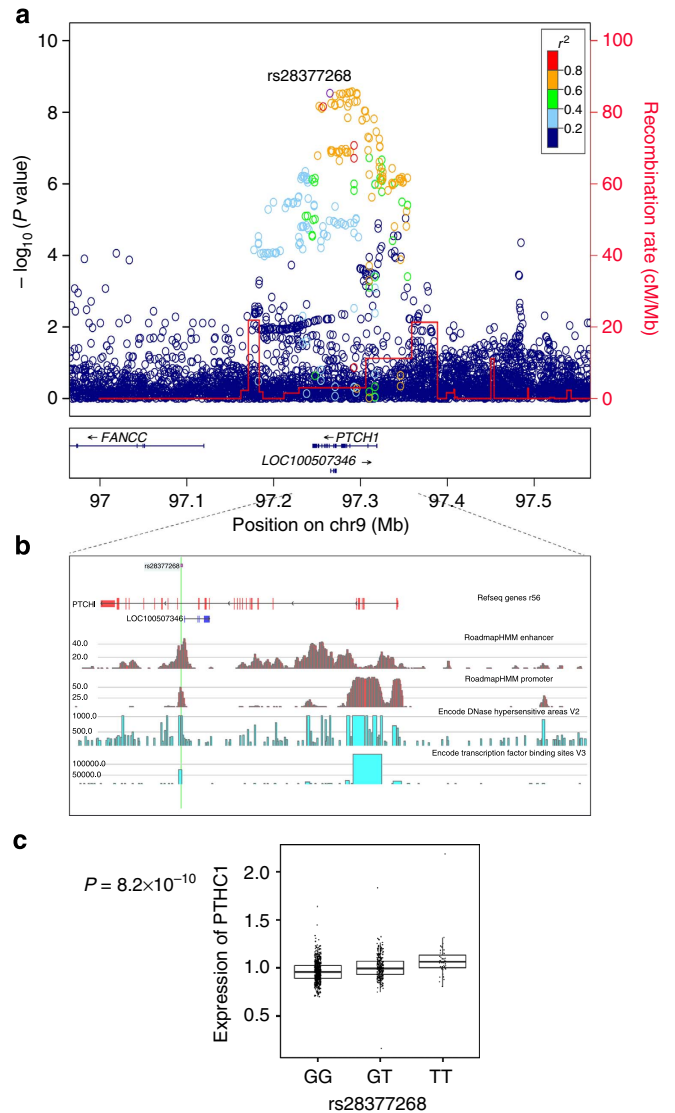 a
10
8
6
4
2
0
– log10 (P value)
rs28377268
r2
0.8
0.6
0.4
0.2
100
80
60
40
20
0
Recombination rate (cM/Mb)
← FANCC
← PTCH1
LOC100507346 →
97 97.1 97.2 97.3 97.4 97.5
Position on chr9 (Mb)
b
rs28377268
PTCHI
Refseq genes r56
LOC100507346
RoadmapHMM enhancer
40.0
20.0
RoadmapHMM promoter
50.0
25.0
Encode DNase hypersensitive areas V2
1000.0
500.0
Encode transcription factor binding sites V3
100000.0
50000.0
c
P = 8.2×10−10
Expression of PTHC1
2.0
1.5
1.0
0.5
GG GT TT
rs28377268